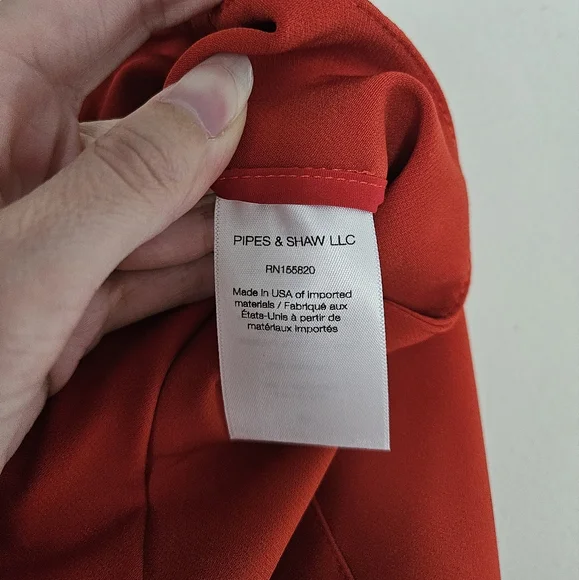 PIPES & SHAW LLC
RN155820
Made in USA of imported
materials / Fabriqué aux
États-Unis à partir de
matériaux importés